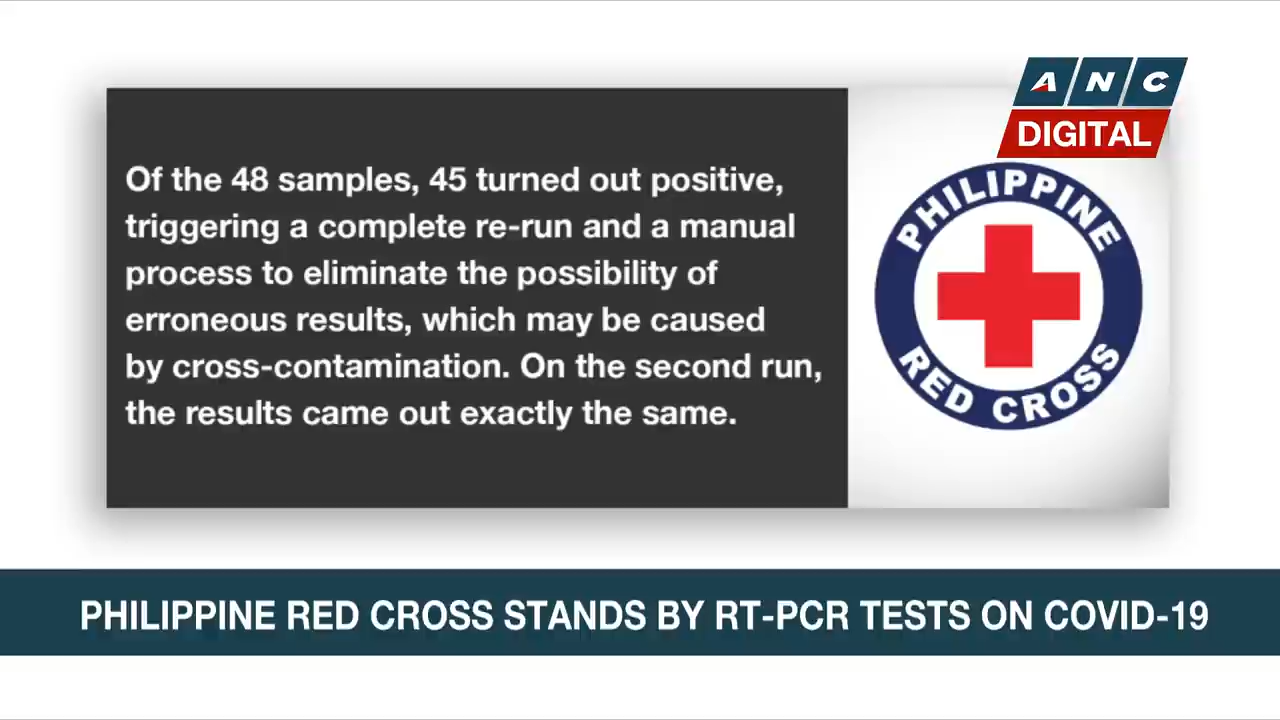 ANC
DIGITAL
Of the 48 samples, 45 turned out positive,
triggering a complete re-run and a manual
process to eliminate the possibility of
erroneous results, which may be caused
by cross-contamination. On the second run,
the results came out exactly the same.
PHILIPPINE
RED CROSS
PHILIPPINE RED CROSS STANDS BY RT-PCR TESTS ON COVID-19